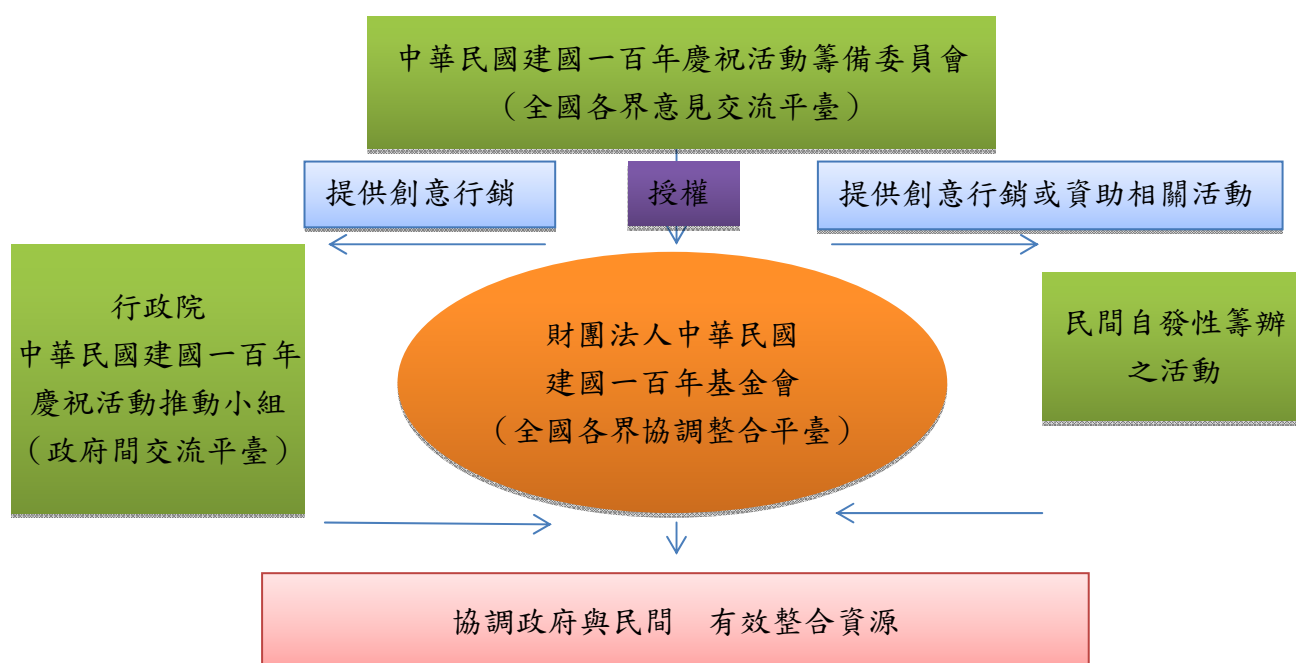 中華民國建國一百年慶祝活動籌備委員會
（全國各界意見交流平臺）
提供創意行銷
授權
提供創意行銷或資助相關活動
行政院
中華民國建國一百年
慶祝活動推動小組
（政府間交流平臺）
財團法人中華民國
建國一百年基金會
（全國各界協調整合平臺）
民間自發性籌辦
之活動
協調政府與民間　有效整合資源